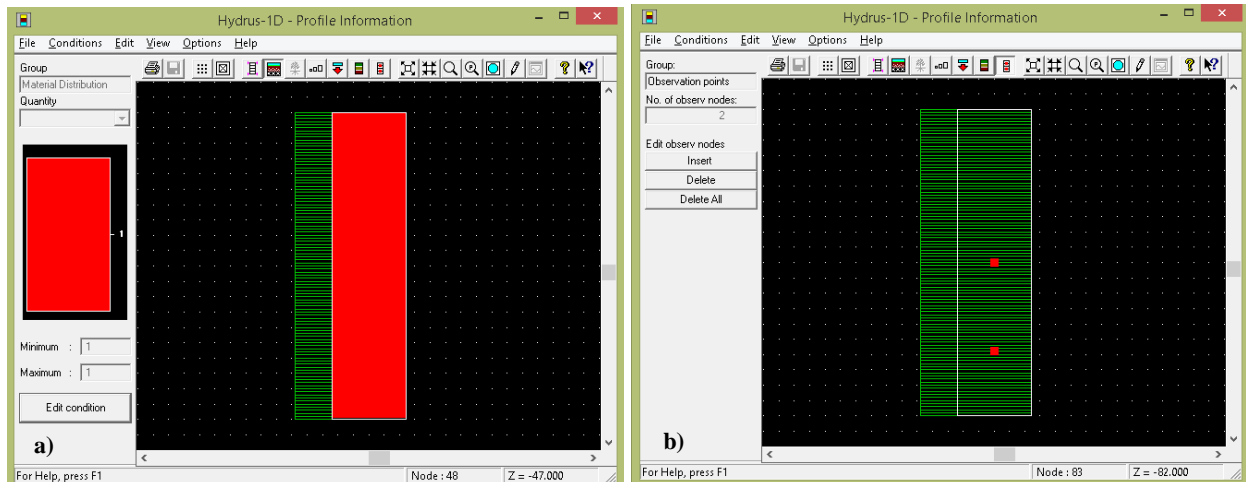 Hydrus-1D - Profile Information
File Conditions Edit View Options Help
Group
Material Distribution
Quantity
1
Minimum : 1
Maximum : 1
Edit condition
a)
For Help, press F1 Node : 48 Z = -47.000
Hydrus-1D - Profile Information
File Conditions Edit View Options Help
Group:
Observation points
No. of observ nodes:
2
Edit observ nodes
Insert
Delete
Delete All
b)
For Help, press F1 Node : 83 Z = -82.000